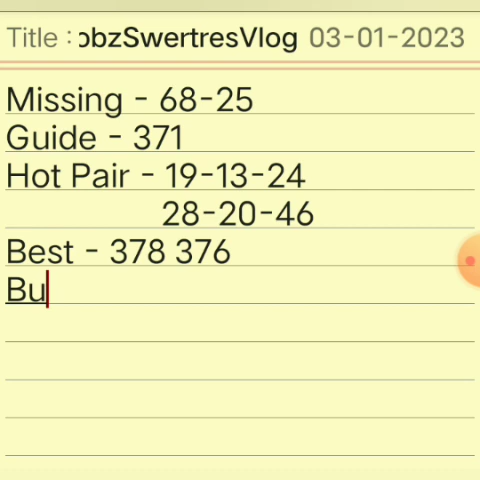 Title : obzSwertresVlog 03-01-2023
Missing - 68-25
Guide - 371
Hot Pair - 19-13-24
28-20-46
Best - 378 376
Bu